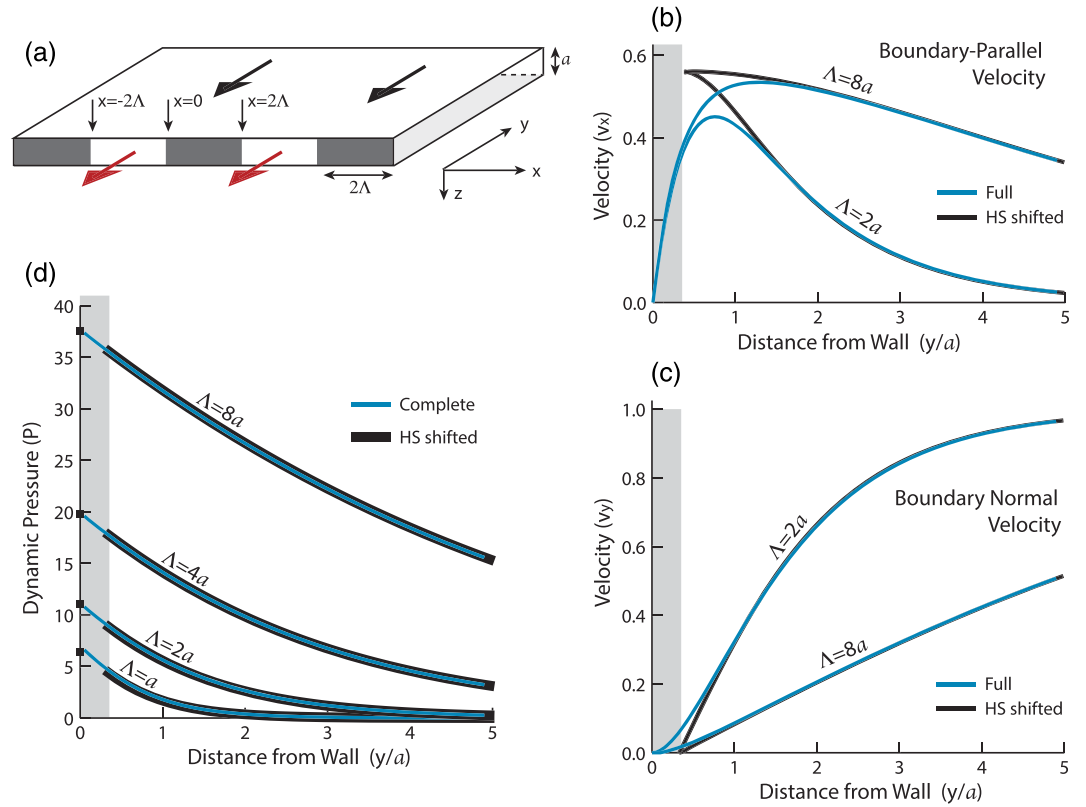 (a)
a
x=-2Λ
x=0
x=2Λ
y
x
z
2Λ
(b)
Boundary-Parallel
Velocity
0.6
0.4
0.2
0.0
Velocity (vx)
Λ=8a
Λ=2a
Full
HS shifted
0 1 2 3 4 5
Distance from Wall (y/a)
(d)
40
35
30
25
20
15
10
5
0
Dynamic Pressure (P)
Λ=8a
Λ=4a
Λ=2a
Λ=a
Complete
HS shifted
0 1 2 3 4 5
Distance from Wall (y/a)
(c)
1.0
0.8
0.6
0.4
0.2
0.0
Velocity (vy)
Boundary Normal
Velocity
Λ=2a
Λ=8a
Full
HS shifted
0 1 2 3 4 5
Distance from Wall (y/a)